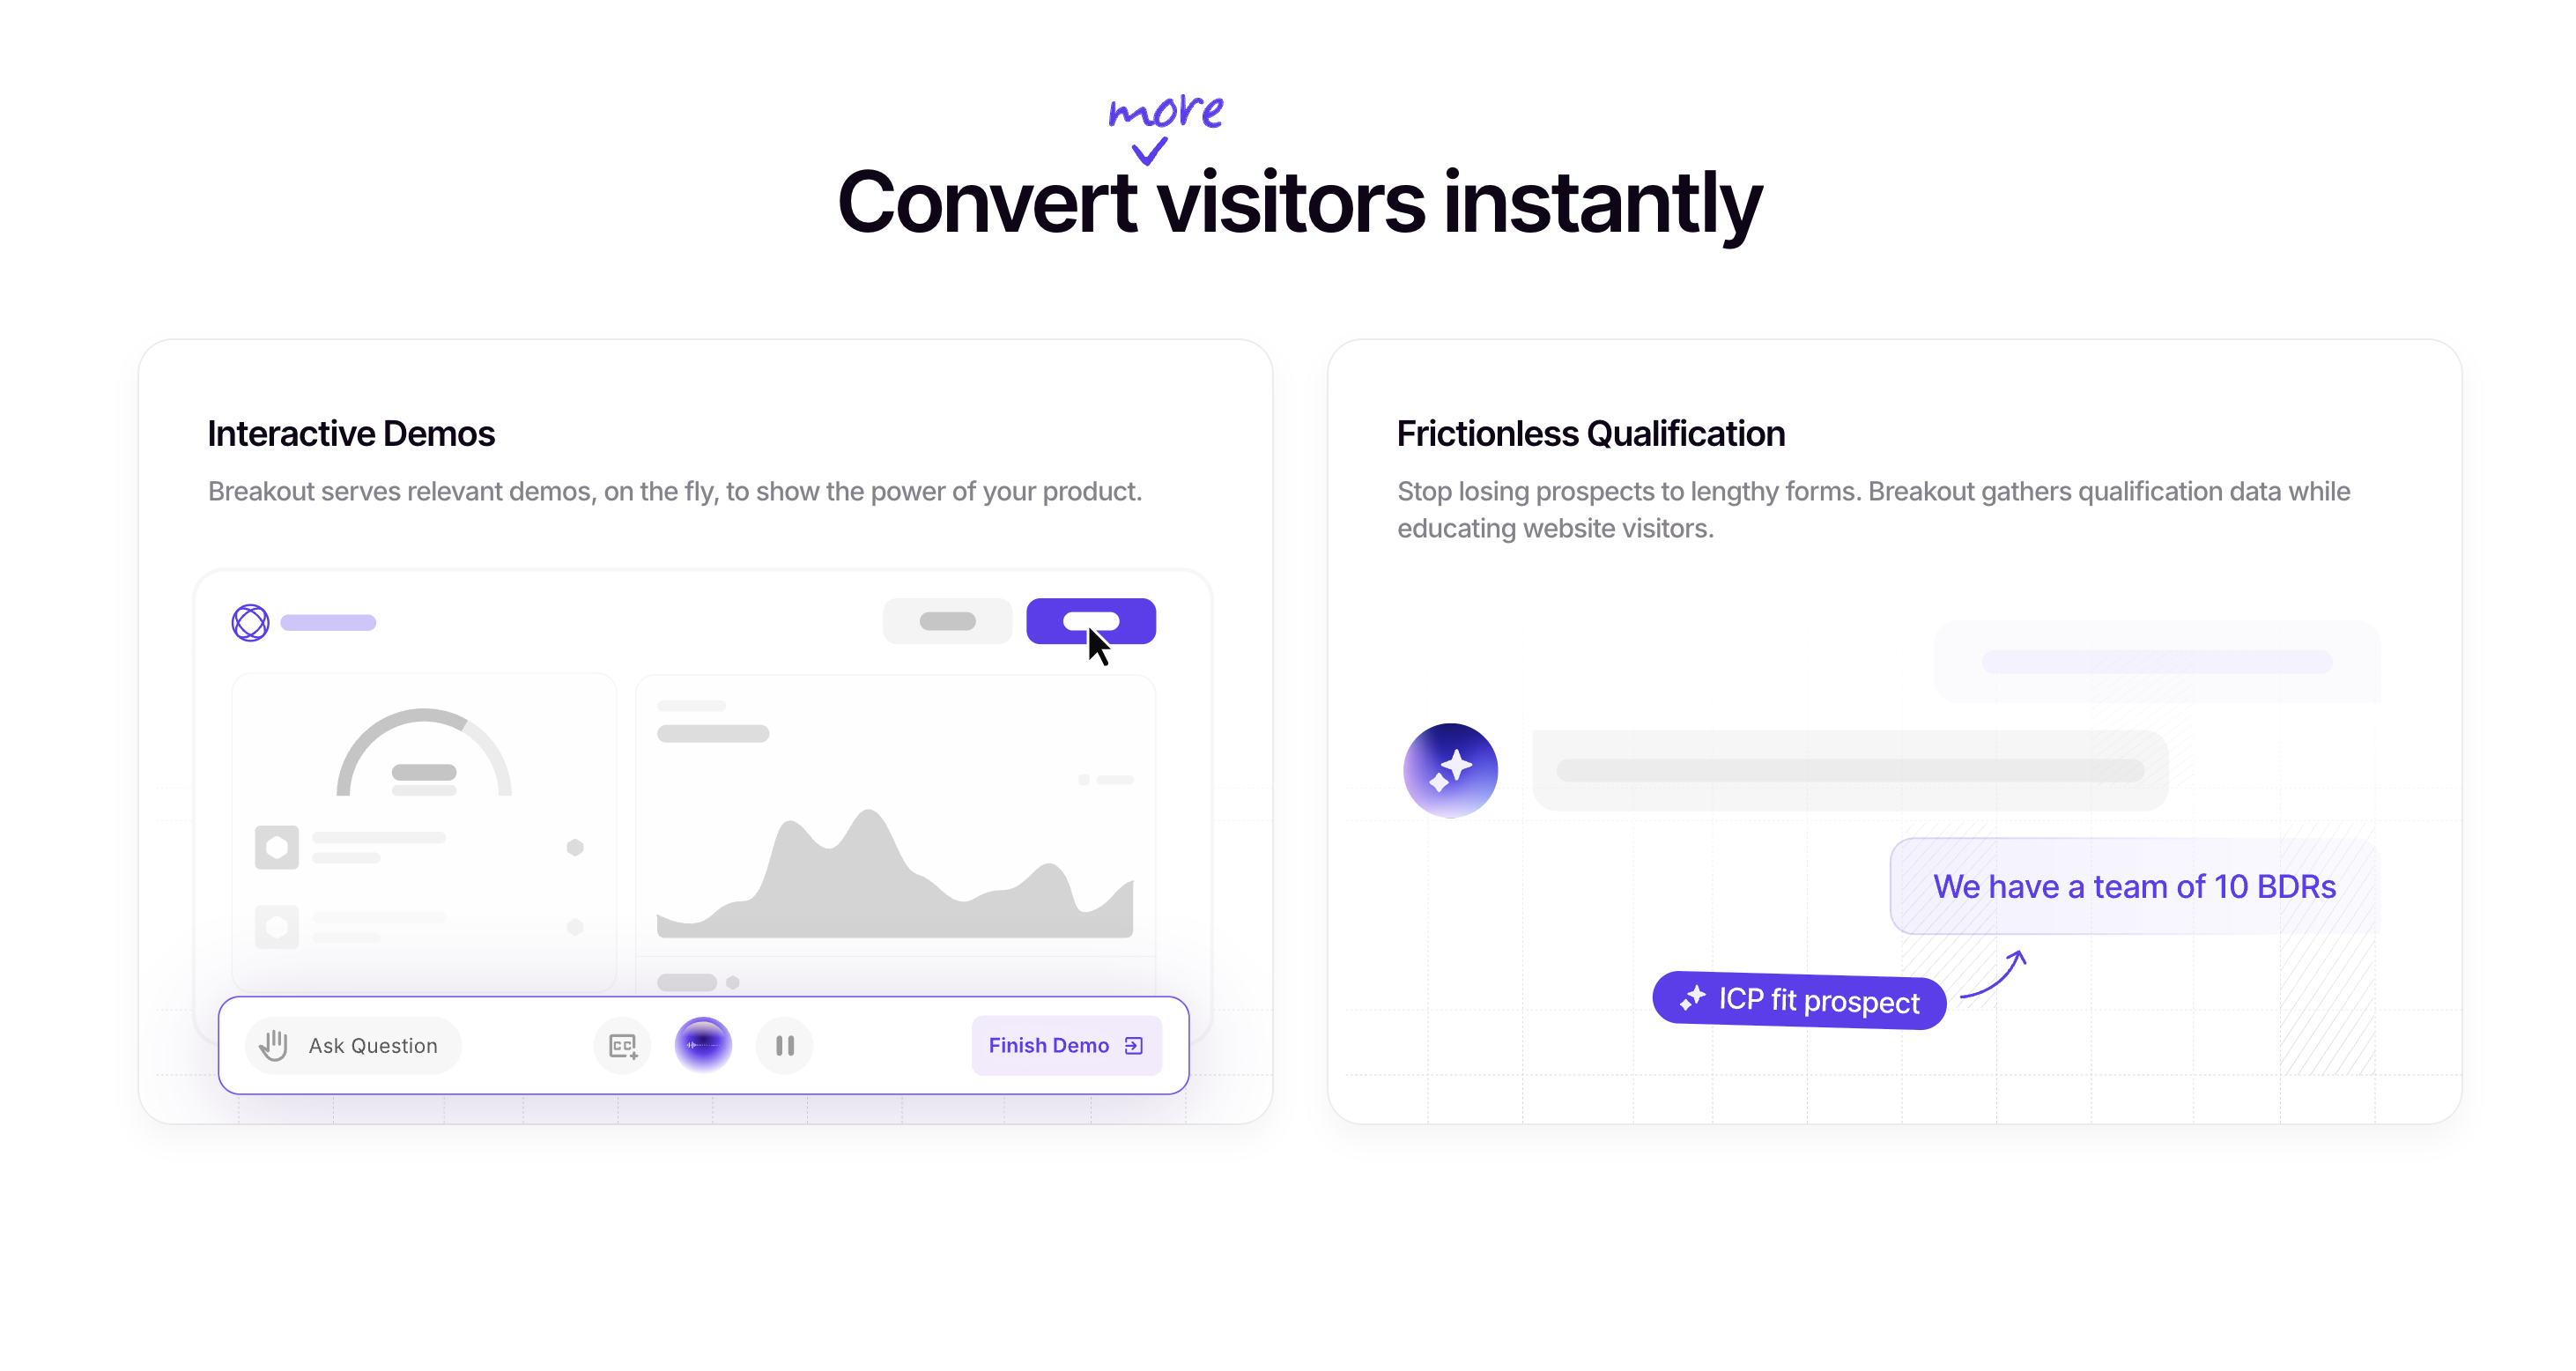 more
Convert visitors instantly
Interactive Demos
Breakout serves relevant demos, on the fly, to show the power of your product.
CC
Ask Question
Finish Demo
Frictionless Qualification
Stop losing prospects to lengthy forms. Breakout gathers qualification data while
educating website visitors.
We have a team of 10 BDRs
ICP fit prospect